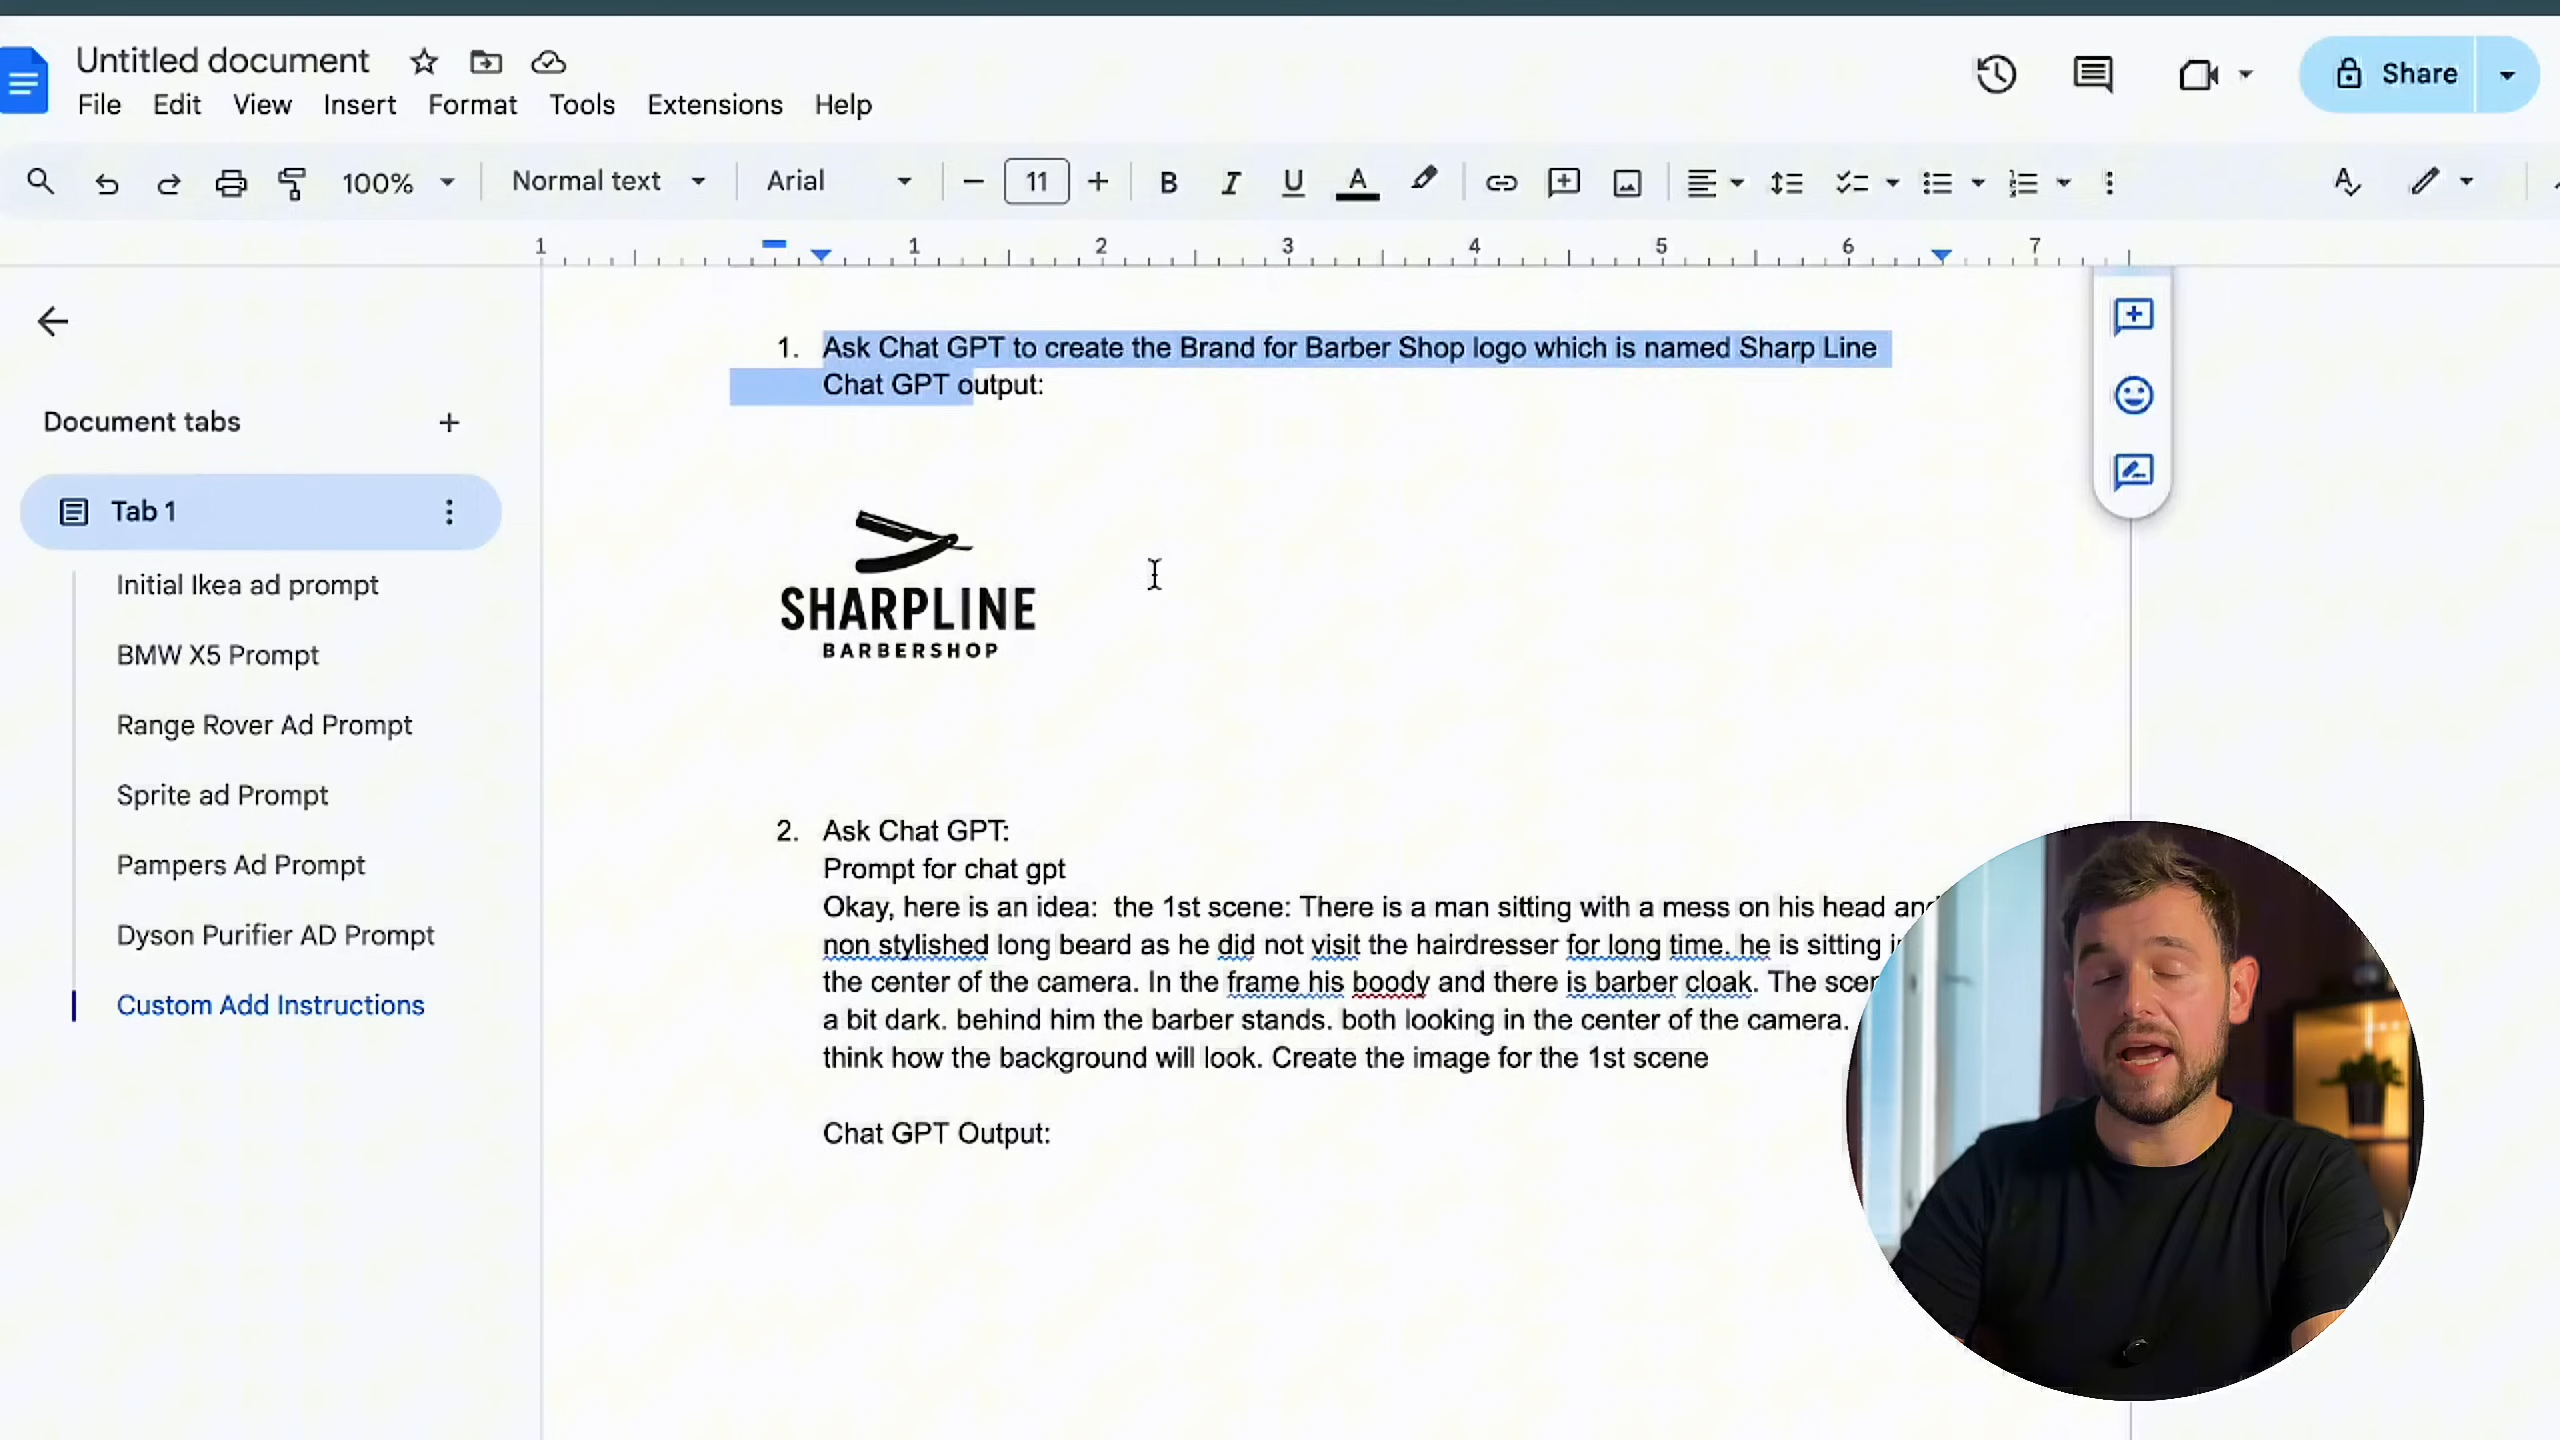 Untitled document
File Edit View Insert Format Tools Extensions Help
Share
100% Normal text Arial 11
1 1 2 3 4 5 6 7
Document tabs
Tab 1
Initial Ikea ad prompt
BMW X5 Prompt
Range Rover Ad Prompt
Sprite ad Prompt
Pampers Ad Prompt
Dyson Purifier AD Prompt
Custom Add Instructions
1. Ask Chat GPT to create the Brand for Barber Shop logo which is named Sharp Line
Chat GPT output:
SHARPLINE
BARBERSHOP
2. Ask Chat GPT:
Prompt for chat gpt
Okay, here is an idea:  the 1st scene: There is a man sitting with a mess on his head and
non stylished long beard as he did not visit the hairdresser for long time. he is sitting
the center of the camera. In the frame his boody and there is barber cloak. The
a bit dark. behind him the barber stands. both looking in the center of the camera.
think how the background will look. Create the image for the 1st scene
Chat GPT Output: